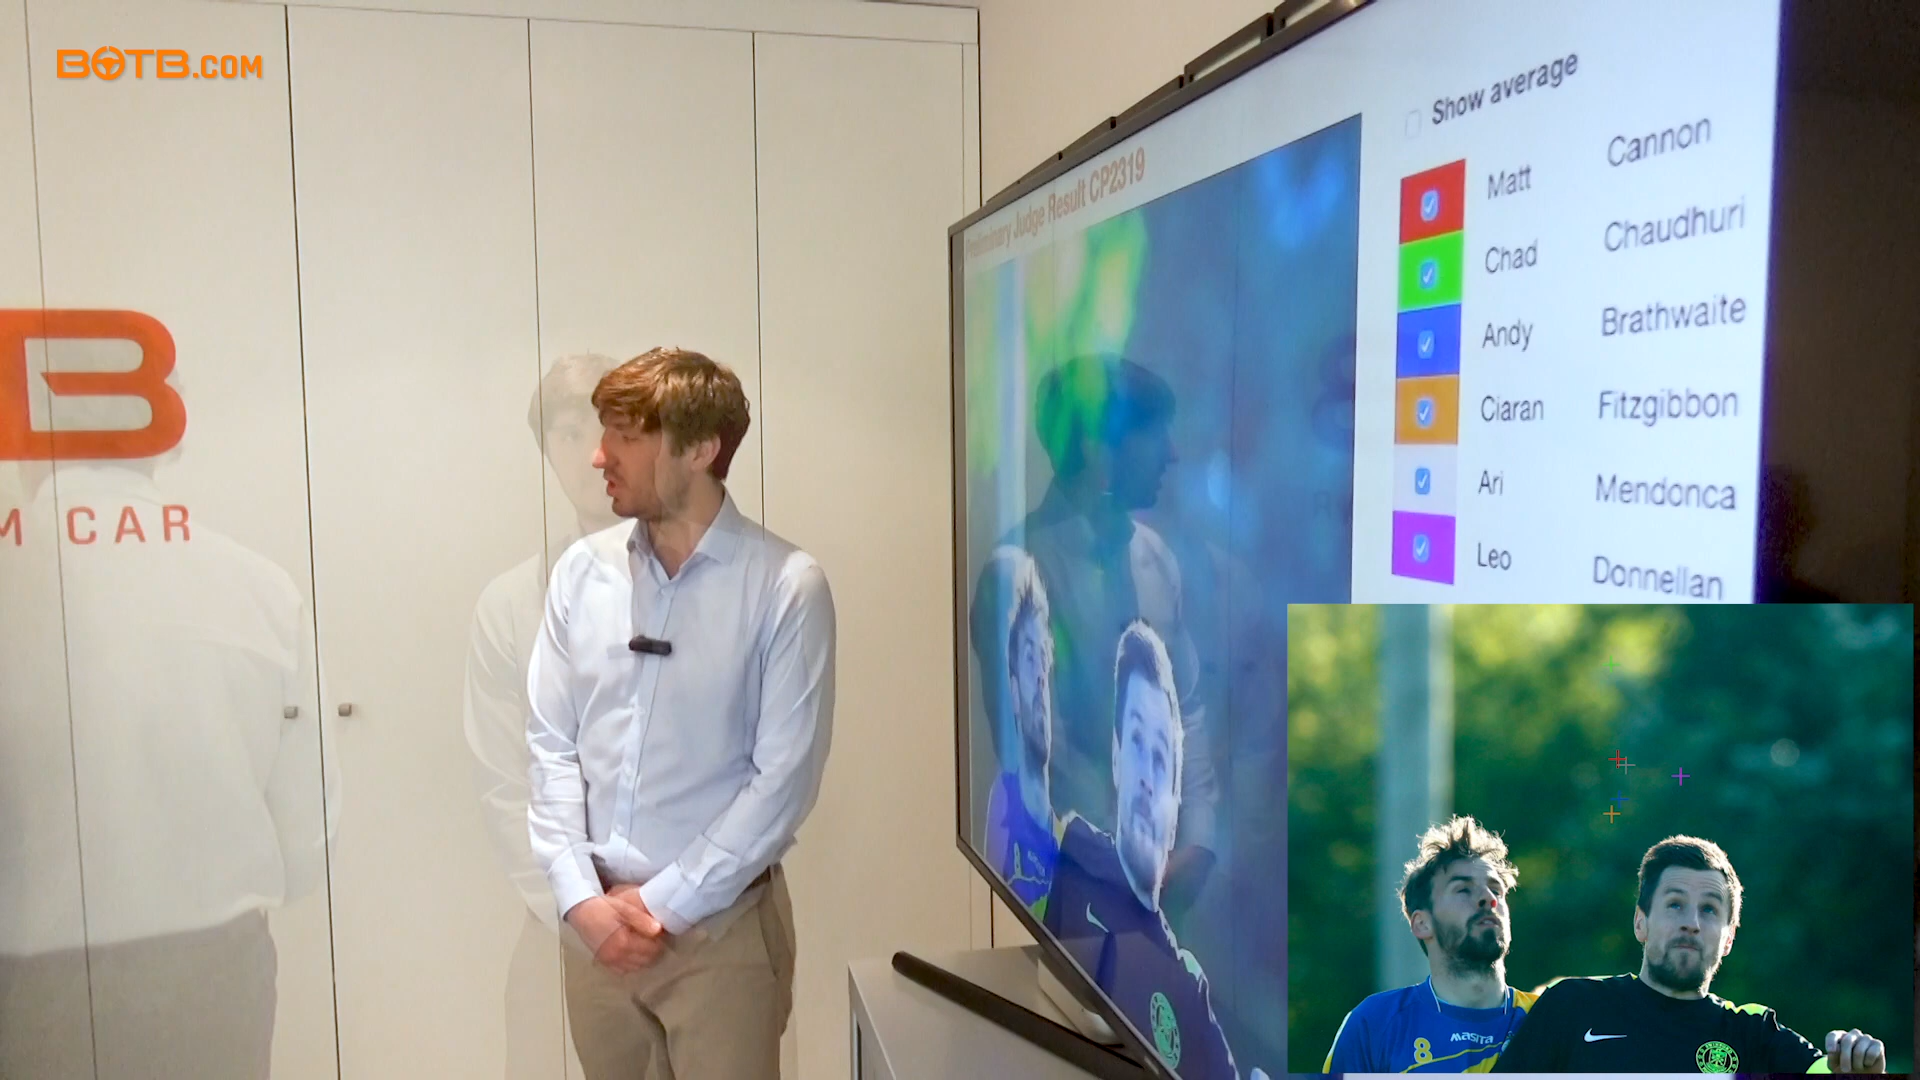 BOTB.COM
B
M CAR
Preliminary Judge Result CP2319
Show average
Matt Cannon
Chad Chaudhuri
Andy Brathwaite
Ciaran Fitzgibbon
Ari Mendonca
Leo Donnellan
8
8
masita